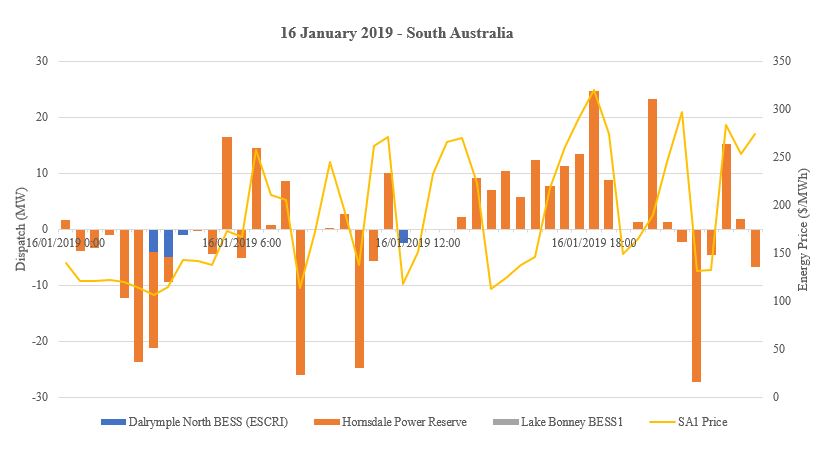 16 January 2019 - South Australia
30
20
10
0
-10
-20
-30
Dispatch (MW)
16/01/2019 0:00
16/01/2019 6:00
16/01/2019 12:00
16/01/2019 18:00
350
300
250
200
150
100
50
0
Energy Price ($/MWh)
Dalrymple North BESS (ESCRI)
Hornsdale Power Reserve
Lake Bonney BESS1
SA1 Price